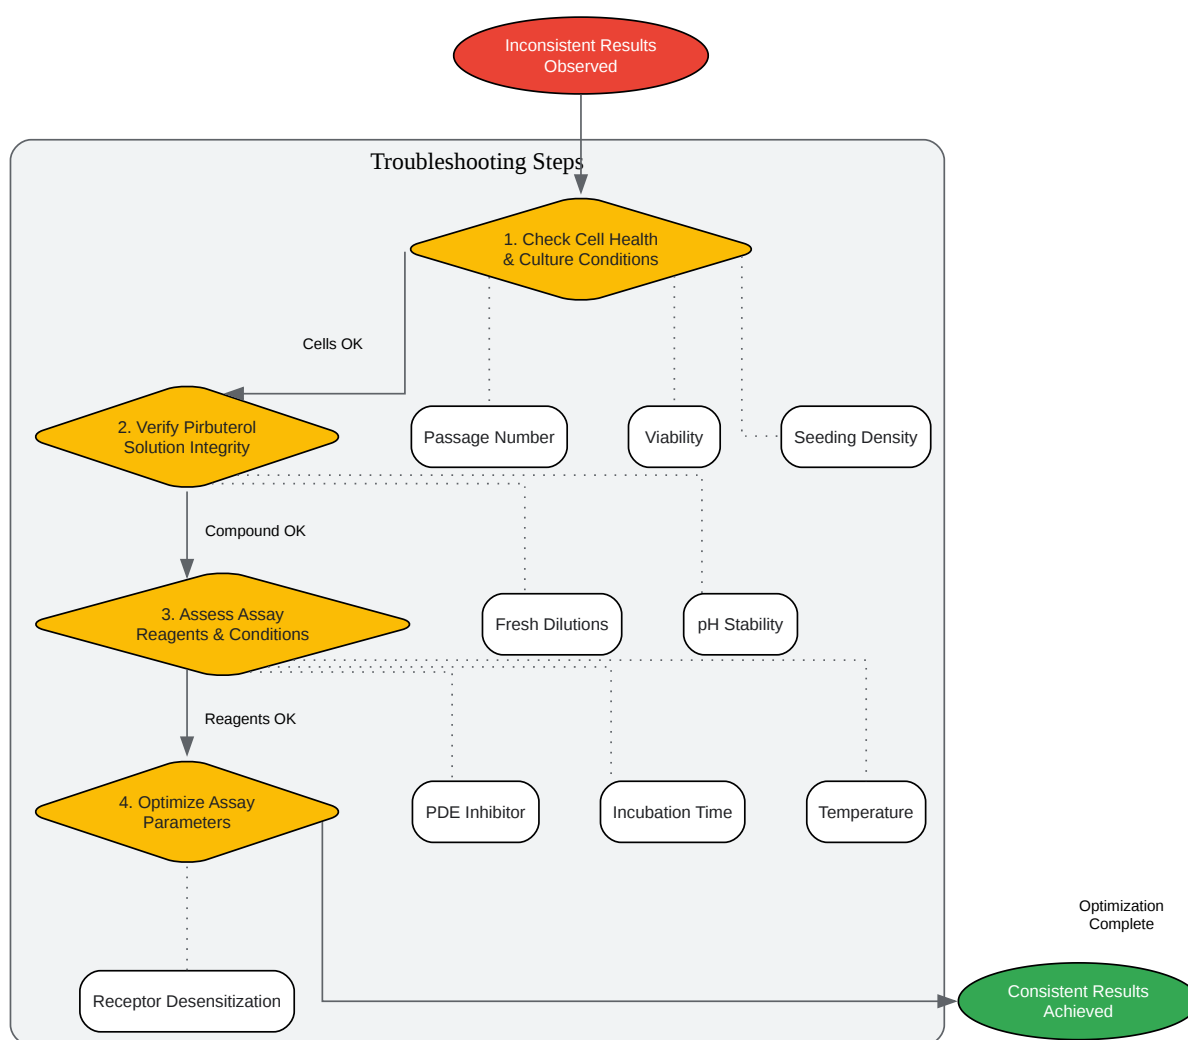 Inconsistent Results
Observed
Troubleshooting Steps
1. Check Cell Health
& Culture Conditions
Cells OK
2. Verify Pirbuterol
Solution Integrity
Passage Number
Viability
Seeding Density
Compound OK
3. Assess Assay
Reagents & Conditions
Fresh Dilutions
pH Stability
Reagents OK
4. Optimize Assay
Parameters
PDE Inhibitor
Incubation Time
Temperature
Optimization
Complete
Receptor Desensitization
Consistent Results
Achieved